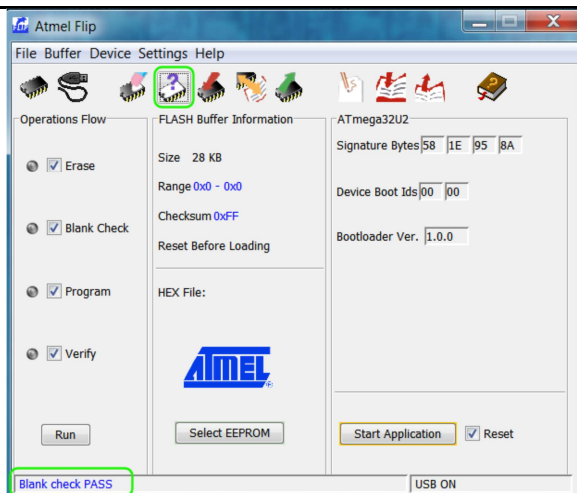 Atmel Flip
File Buffer Device Settings Help
Operations Flow
Erase
Blank Check
Program
Verify
Run
FLASH Buffer Information
Size 28 KB
Range 0x0 - 0x0
Checksum 0xFF
Reset Before Loading
HEX File:
ATMEL
Select EEPROM
ATmega32U2
Signature Bytes 58 1E 95 8A
Device Boot Ids 00 00
Bootloader Ver. 1.0.0
Start Application Reset
Blank check PASS
USB ON